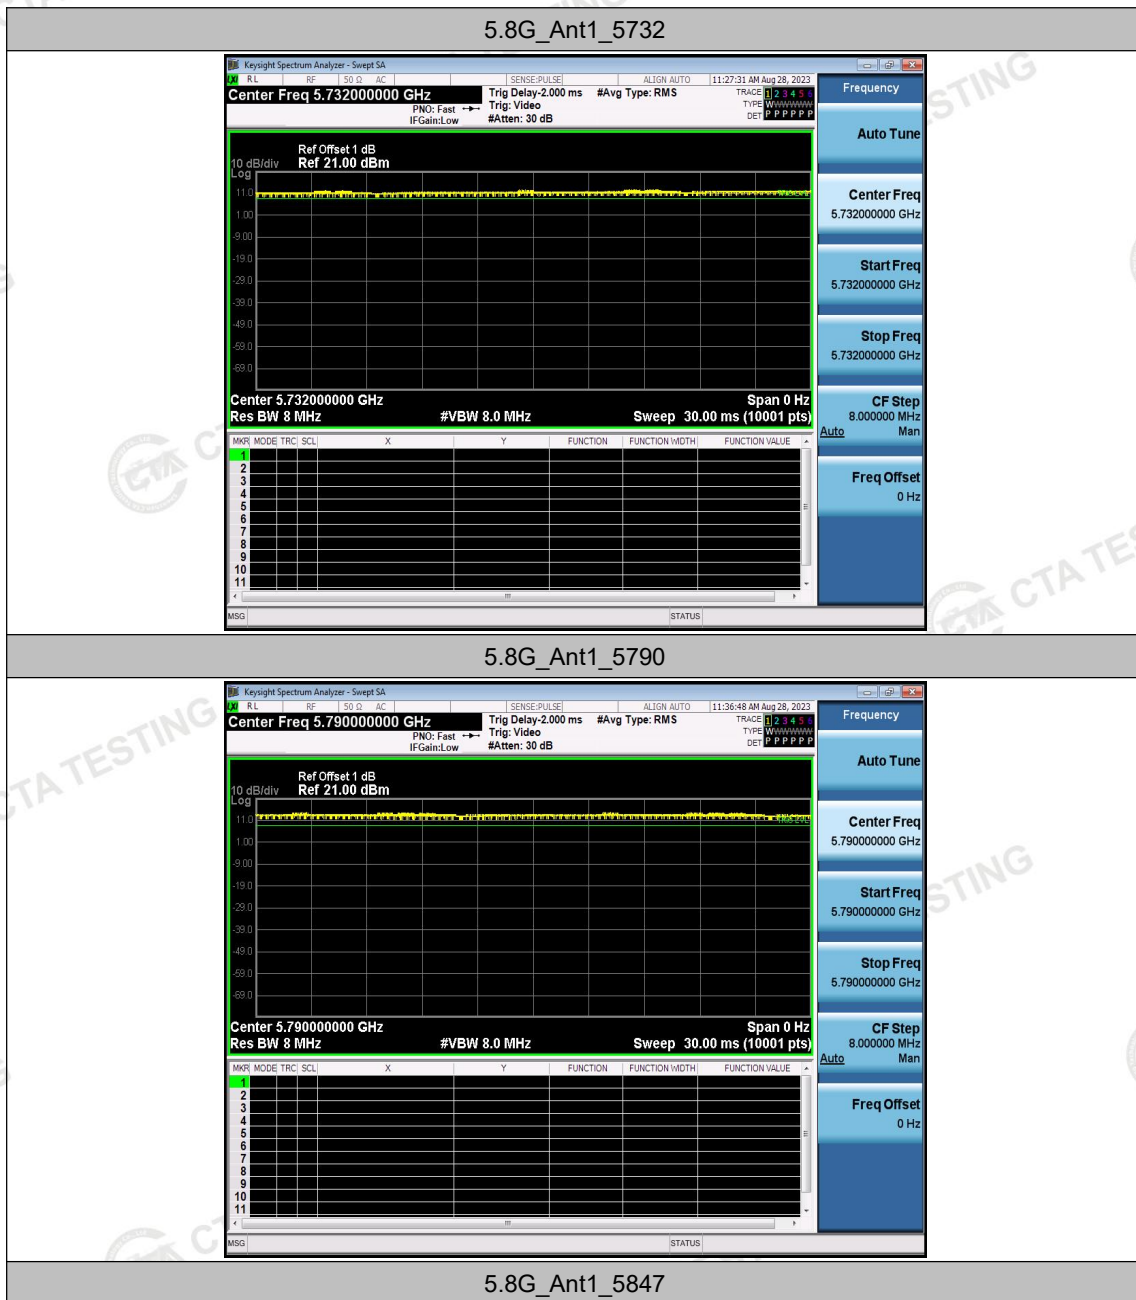 5.8G_Ant1_5732
Keysight Spectrum Analyzer - Swept SA
LXI RL RF 50 Ω AC SENSE:PULSE ALIGN AUTO 11:27:31 AM Aug 28, 2023
Center Freq 5.732000000 GHz Trig Delay-2.000 ms #Avg Type: RMS TRACE 1 2 3 4 5 6
PNO: Fast Trig: Video TYPE W
IFGain:Low #Atten: 30 dB DET P P P P P P
Frequency
Auto Tune
Ref Offset 1 dB
10 dB/div Ref 21.00 dBm
Log
11.0
1.00
-9.00
-19.0
-29.0
-39.0
-49.0
-59.0
-69.0
Center Freq
5.732000000 GHz
Start Freq
5.732000000 GHz
Stop Freq
5.732000000 GHz
Center 5.732000000 GHz Span 0 Hz
Res BW 8 MHz #VBW 8.0 MHz Sweep 30.00 ms (10001 pts)
CF Step
8.000000 MHz
Auto Man
Freq Offset
0 Hz
MKR MODE TRC SCL X Y FUNCTION FUNCTION WIDTH FUNCTION VALUE
1
2
3
4
5
6
7
8
9
10
11
MSG STATUS
5.8G_Ant1_5790
Keysight Spectrum Analyzer - Swept SA
LXI RL RF 50 Ω AC SENSE:PULSE ALIGN AUTO 11:36:48 AM Aug 28, 2023
Center Freq 5.790000000 GHz Trig Delay-2.000 ms #Avg Type: RMS TRACE 1 2 3 4 5 6
PNO: Fast Trig: Video TYPE W
IFGain:Low #Atten: 30 dB DET P P P P P P
Frequency
Auto Tune
Ref Offset 1 dB
10 dB/div Ref 21.00 dBm
Log
11.0
1.00
-9.00
-19.0
-29.0
-39.0
-49.0
-59.0
-69.0
Center Freq
5.790000000 GHz
Start Freq
5.790000000 GHz
Stop Freq
5.790000000 GHz
Center 5.790000000 GHz Span 0 Hz
Res BW 8 MHz #VBW 8.0 MHz Sweep 30.00 ms (10001 pts)
CF Step
8.000000 MHz
Auto Man
Freq Offset
0 Hz
MKR MODE TRC SCL X Y FUNCTION FUNCTION WIDTH FUNCTION VALUE
1
2
3
4
5
6
7
8
9
10
11
MSG STATUS
5.8G_Ant1_5847
CTA TESTING